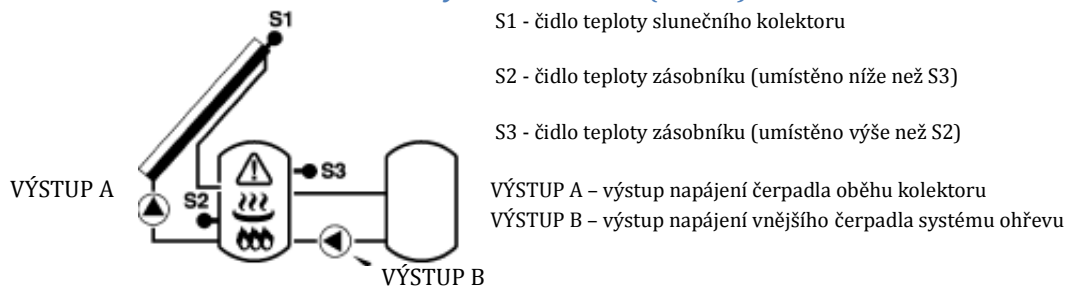 S1
S1 - čidlo teploty slunečního kolektoru
S2 - čidlo teploty zásobníku (umístěno níže než S3)
S3 - čidlo teploty zásobníku (umístěno výše než S2)
S3
VÝSTUP A
S2
VÝSTUP A – výstup napájení čerpadla oběhu kolektoru
VÝSTUP B – výstup napájení vnějšího čerpadla systému ohřevu
VÝSTUP B